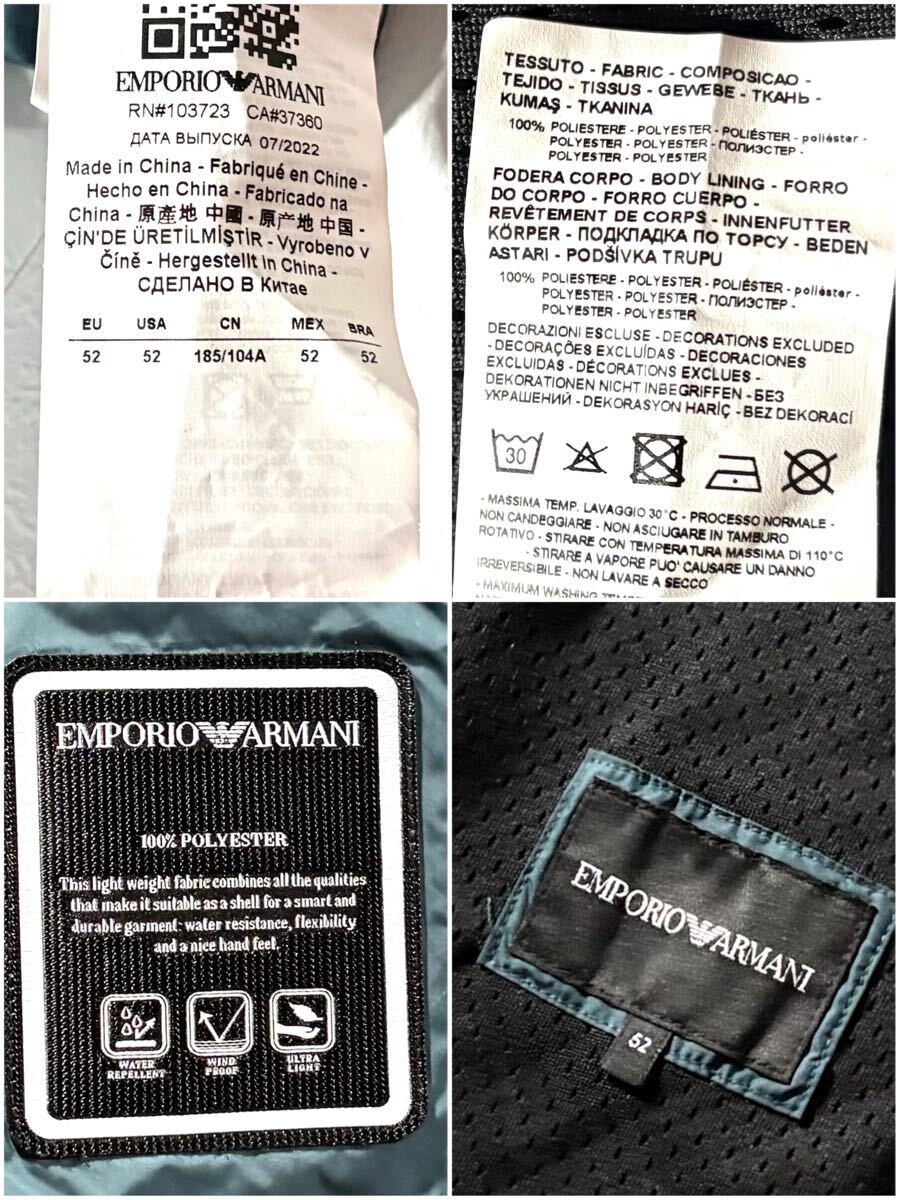 EMPORIO ARMANI
RN#103723 CA#37360
ДАТА ВЫПУСКА 07/2022
Made in China - Fabriqué en Chine -
Hecho en China - Fabricado na
China - 原產地 中國 - 原产地 中国 -
ÇİN'DE ÜRETİLMİŞTİR - Vyrobeno v
Číně - Hergestellt in China -
СДЕЛАНО В Китае
EU USA CN MEX BRA
52 52 185/104A 52 52
TESSUTO - FABRIC - COMPOSICAO -
TEJIDO - TISSUS - GEWEBE - ТКАНЬ -
KUMAŞ - TKANINA
100% POLIESTERE - POLYESTER - POLIÉSTER - poliéster -
POLYESTER - POLYESTER - ПОЛИЭСТЕР -
POLYESTER - POLYESTER
FODERA CORPO - BODY LINING - FORRO
DO CORPO - FORRO CUERPO -
REVÊTEMENT DE CORPS - INNENFUTTER
KÖRPER - ПОДКЛАДКА ПО ТОРСУ - BEDEN
ASTARI - PODŠÍVKA TRUPU
100% POLIESTERE - POLYESTER - POLIÉSTER - poliéster -
POLYESTER - POLYESTER - ПОЛИЭСТЕР -
POLYESTER - POLYESTER
DECORAZIONI ESCLUSE - DECORATIONS EXCLUDED
- DECORAÇÕES EXCLUÍDAS - DECORACIONES
EXCLUIDAS - DÉCORATIONS EXCLUES -
DEKORATIONEN NICHT INBEGRIFFEN - БЕЗ
УКРАШЕНИЙ - DEKORASYON HARİÇ - BEZ DEKORACÍ
30
- MASSIMA TEMP. LAVAGGIO 30°C - PROCESSO NORMALE -
NON CANDEGGIARE - NON ASCIUGARE IN TAMBURO
ROTATIVO - STIRARE CON TEMPERATURA MASSIMA DI 110°C
- STIRARE A VAPORE PUO' CAUSARE UN DANNO
IRREVERSIBILE - NON LAVARE A SECCO
- MAXIMUM WASHING
EMPORIO ARMANI
100% POLYESTER
This light weight fabric combines all the qualities
that make it suitable as a shell for a smart and
durable garment: water resistance, flexibility
and a nice hand feel.
WATER
REPELLENT
WIND
PROOF
ULTRA
LIGHT
EMPORIO ARMANI
52